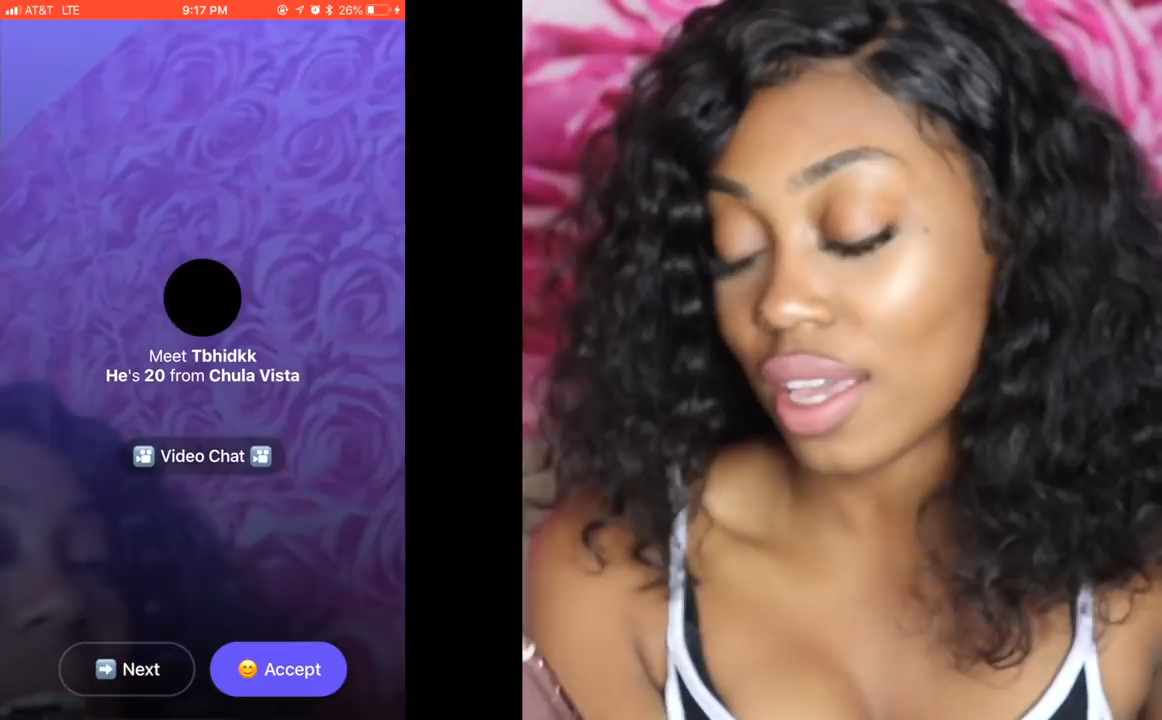 AT&T LTE 9:17 PM 26%
Meet Tbhidkk
He's 20 from Chula Vista
Video Chat
Next
Accept